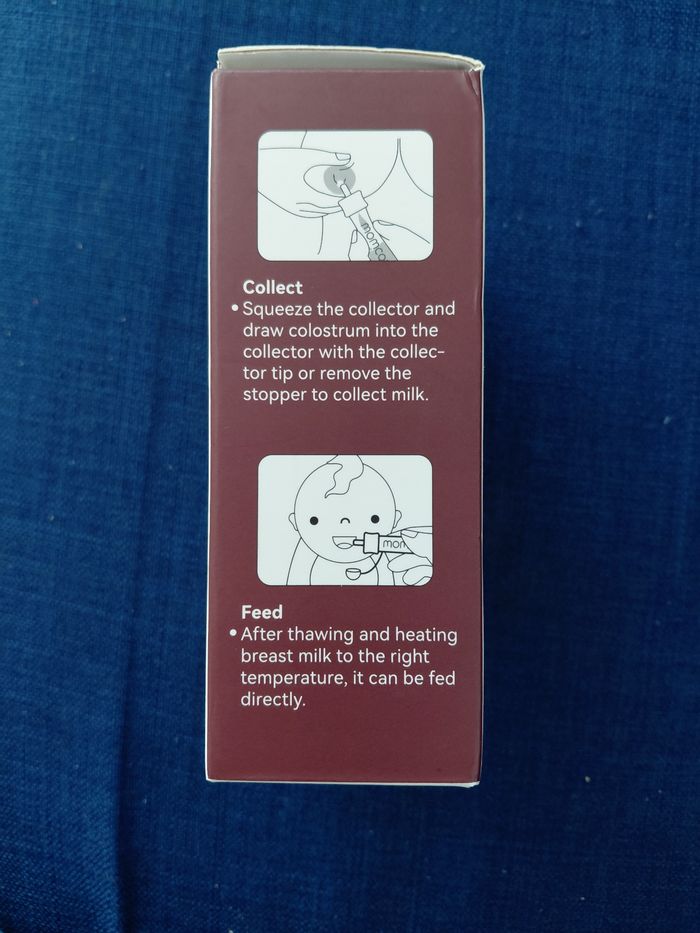 momco
Collect
• Squeeze the collector and
draw colostrum into the
collector with the collec-
tor tip or remove the
stopper to collect milk.
mom
Feed
• After thawing and heating
breast milk to the right
temperature, it can be fed
directly.